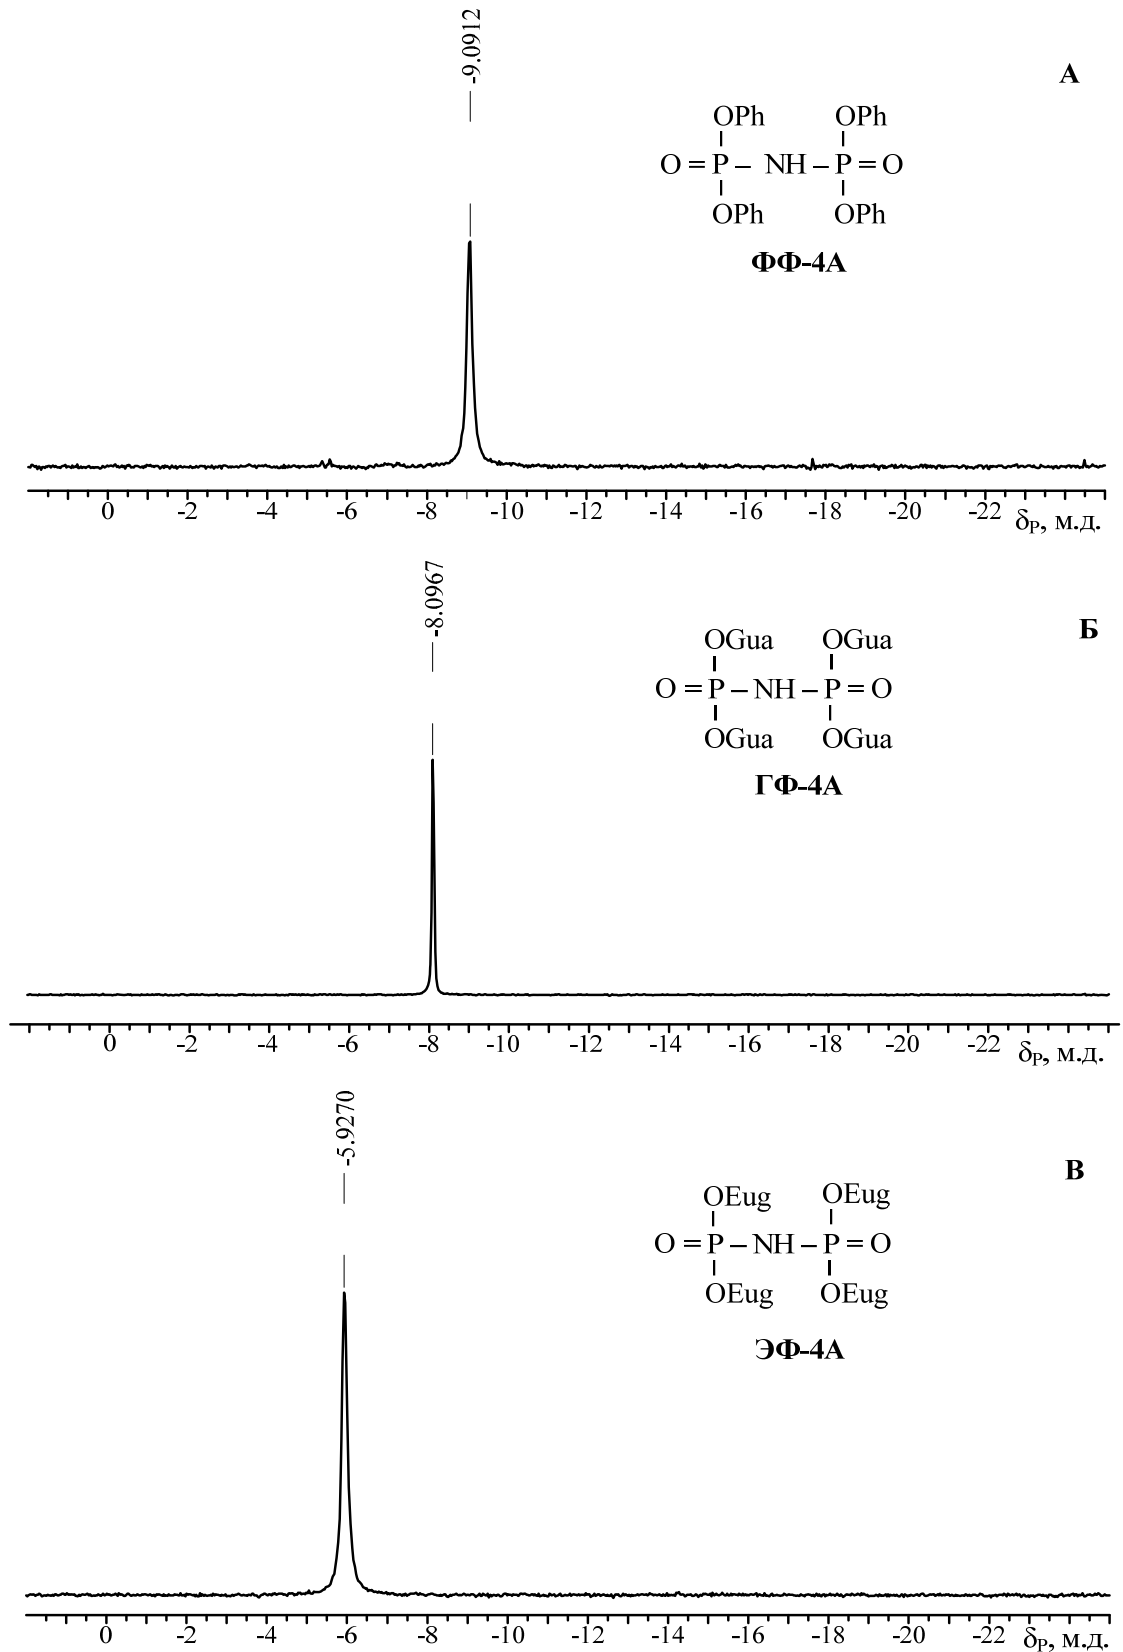 -9.0912
А
OPh OPh
O = P – NH – P = O
OPh OPh
ФФ-4А
0 -2 -4 -6 -8 -10 -12 -14 -16 -18 -20 -22 δP, м.д.
-8.0967
Б
OGua OGua
O = P – NH – P = O
OGua OGua
ГФ-4А
0 -2 -4 -6 -8 -10 -12 -14 -16 -18 -20 -22 δP, м.д.
-5.9270
В
OEug OEug
O = P – NH – P = O
OEug OEug
ЭФ-4А
0 -2 -4 -6 -8 -10 -12 -14 -16 -18 -20 -22 δP, м.д.